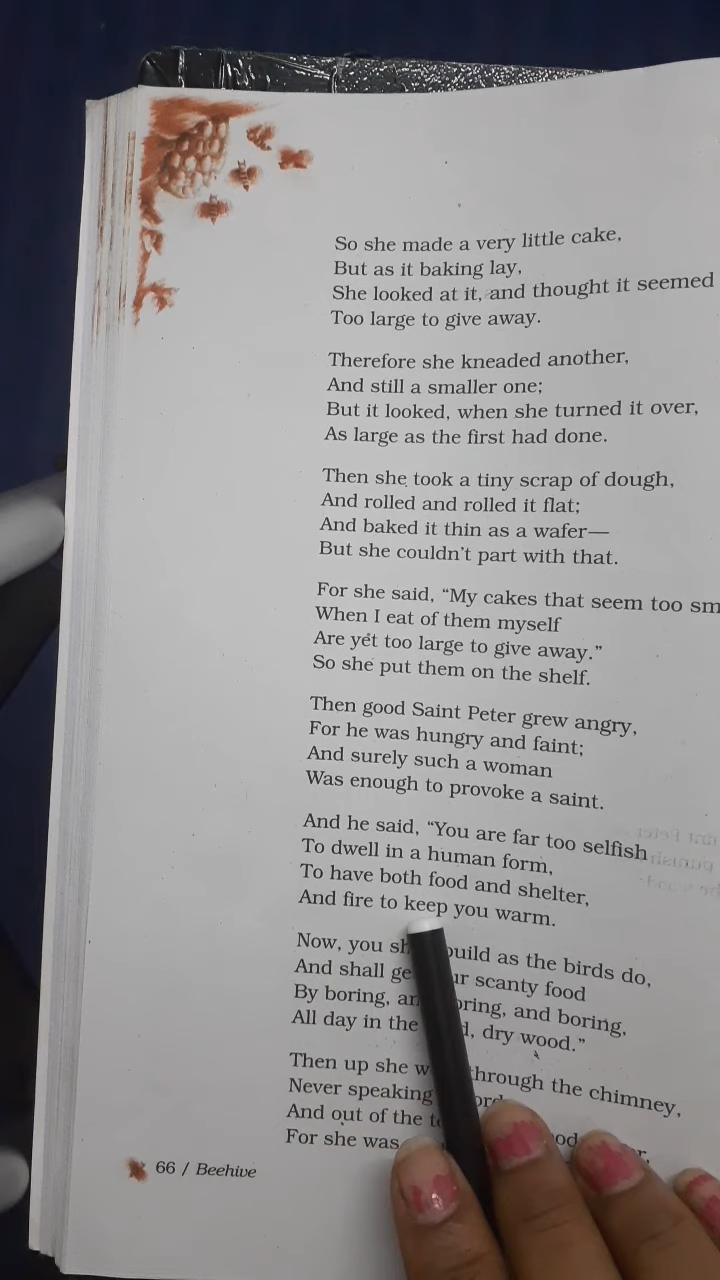 So she made a very little cake,
But as it baking lay,
She looked at it, and thought it seemed
Too large to give away.
Therefore she kneaded another,
And still a smaller one;
But it looked, when she turned it over,
As large as the first had done.
Then she took a tiny scrap of dough,
And rolled and rolled it flat;
And baked it thin as a wafer—
But she couldn't part with that.
For she said, “My cakes that seem too
When I eat of them myself
Are yet too large to give away.”
So she put them on the shelf.
Then good Saint Peter grew angry,
For he was hungry and faint;
And surely such a woman
Was enough to provoke a saint.
And he said, “You are far too selfish
To dwell in a human form,
To have both food and shelter,
And fire to keep you warm.
Now, you build as the birds do,
And shall scanty food
By boring, and boring,
All day in the dry wood.”
Then up she through the chimney,
Never speaking
And out of the
For she was
66 / Beehive